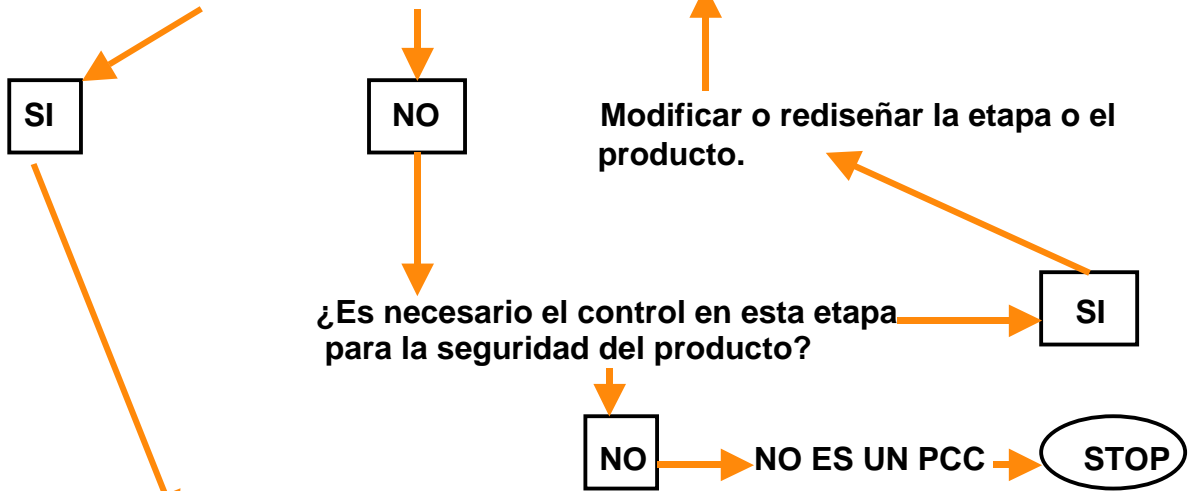 SI
NO
Modificar o rediseñar la etapa o el
producto.
¿Es necesario el control en esta etapa
para la seguridad del producto?
SI
NO
NO ES UN PCC
STOP